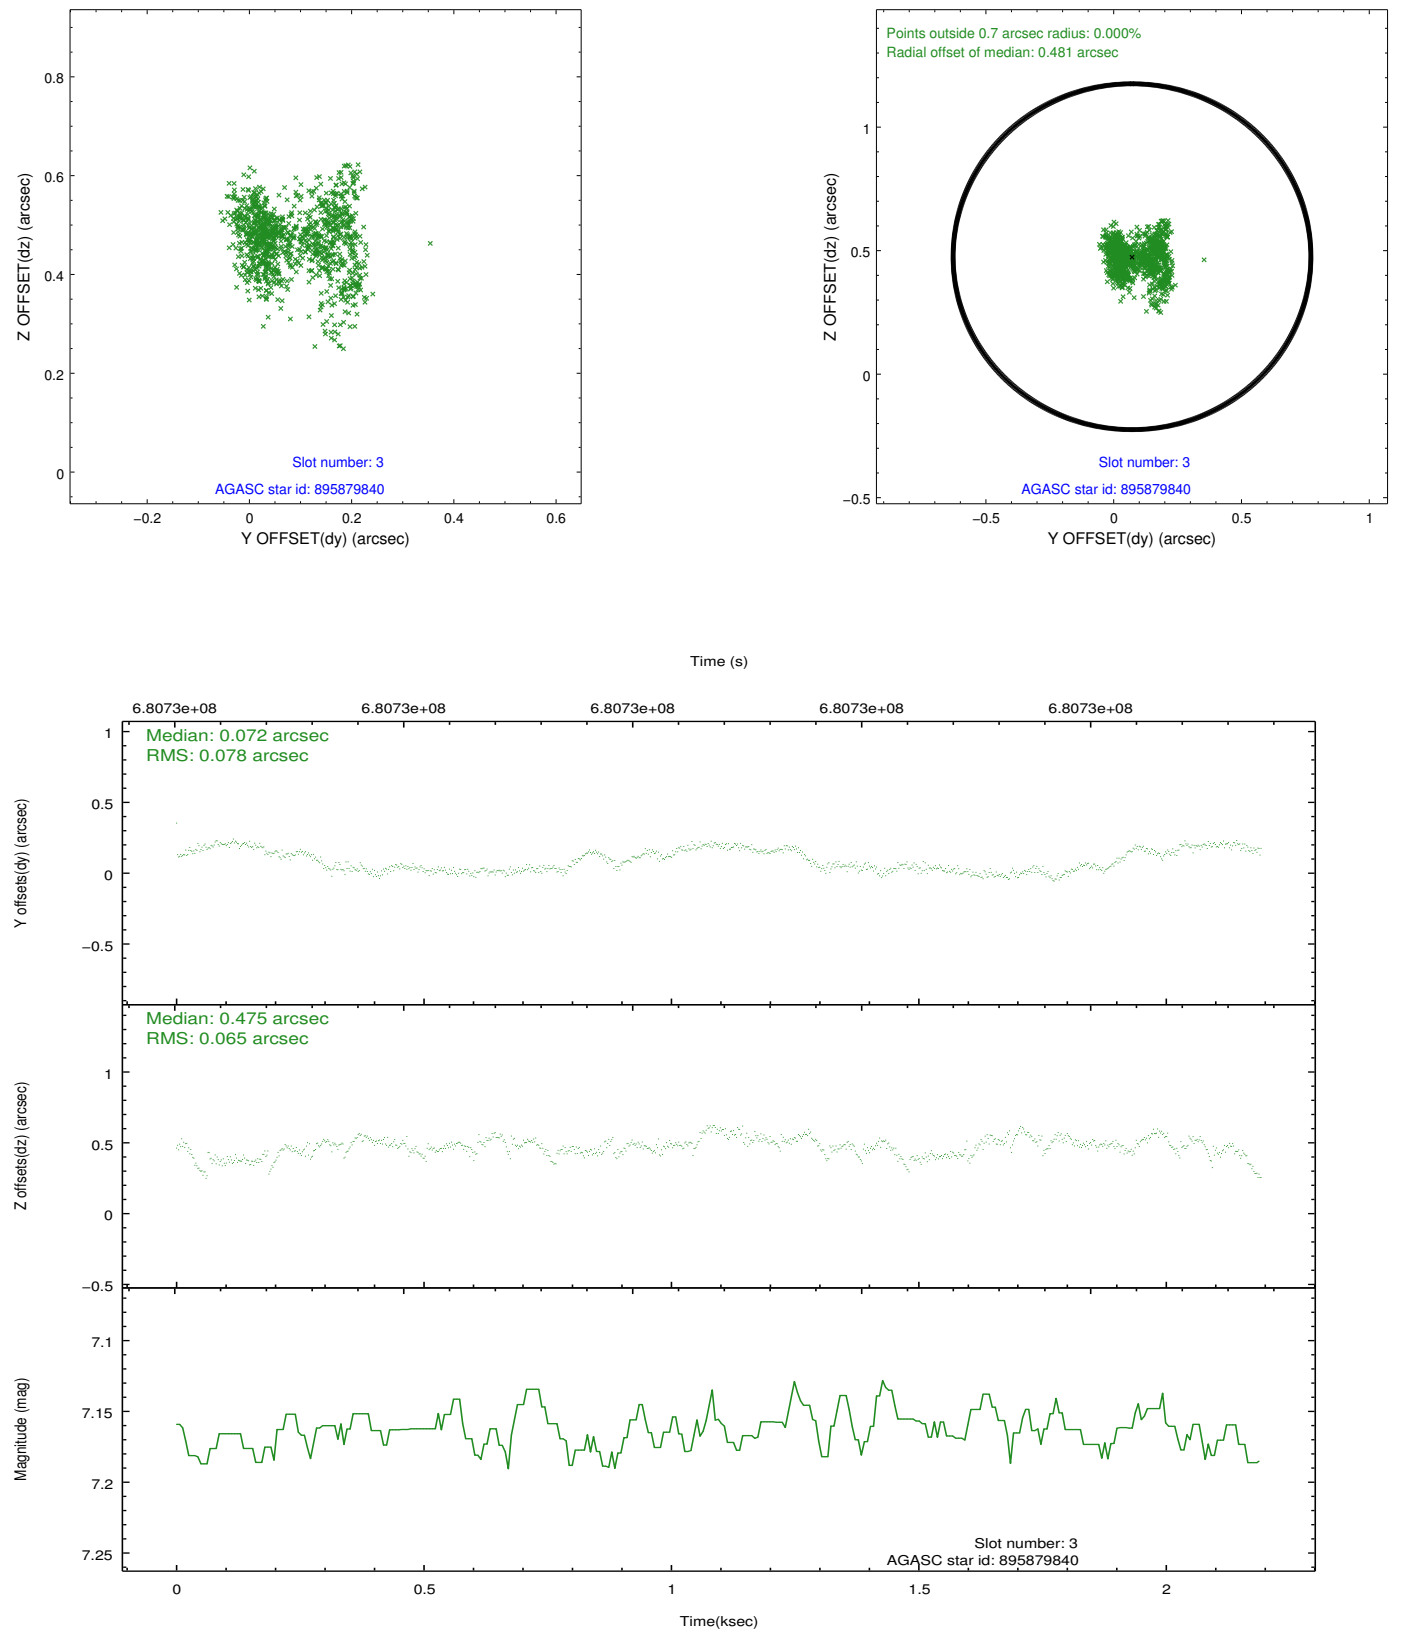 0.8
0.6
0.4
0.2
0
−0.2
0
0.2
0.4
0.6
Z OFFSET(dz) (arcsec)
Y OFFSET(dy) (arcsec)
Slot number: 3
AGASC star id: 895879840
Points outside 0.7 arcsec radius: 0.000%
Radial offset of median: 0.481 arcsec
1
0.5
0
−0.5
−0.5
0
0.5
1
Z OFFSET(dz) (arcsec)
Y OFFSET(dy) (arcsec)
Slot number: 3
AGASC star id: 895879840
Time (s)
6.8073e+08
6.8073e+08
6.8073e+08
6.8073e+08
6.8073e+08
Median: 0.072 arcsec
RMS: 0.078 arcsec
1
0.5
0
−0.5
Y offsets(dy) (arcsec)
Median: 0.475 arcsec
RMS: 0.065 arcsec
1
0.5
0
−0.5
Z offsets(dz) (arcsec)
7.1
7.15
7.2
7.25
Magnitude (mag)
Slot number: 3
AGASC star id: 895879840
0
0.5
1
1.5
2
Time(ksec)